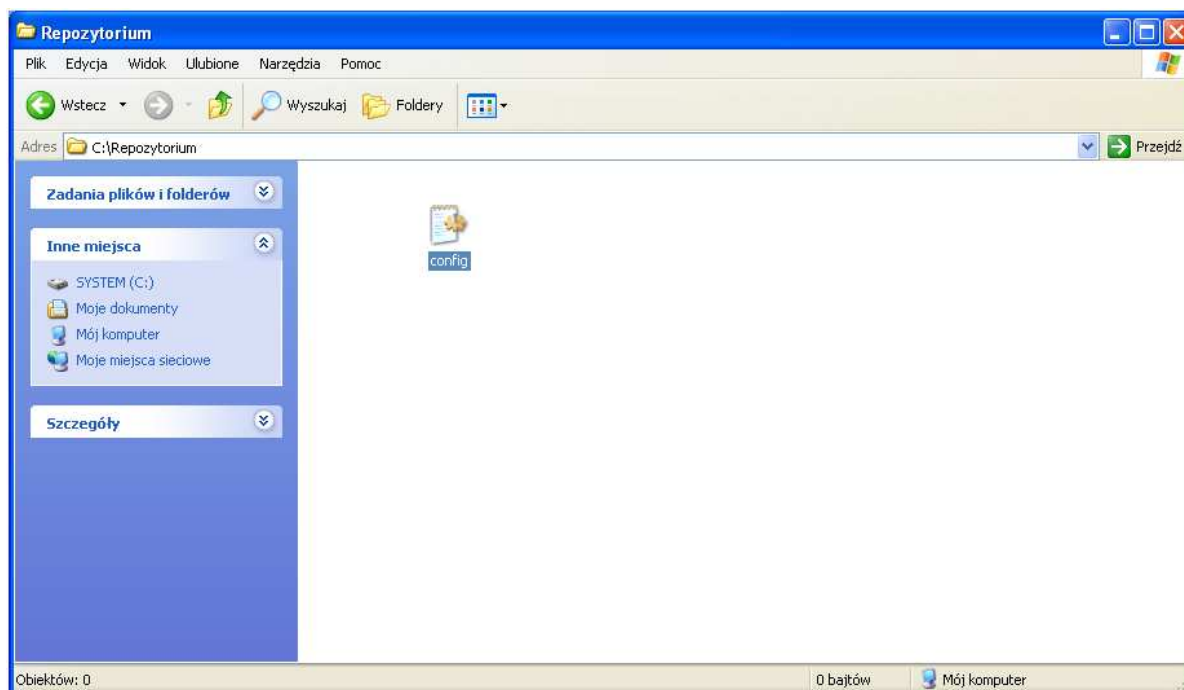 Repozytorium
Plik Edycja Widok Ulubione Narzędzia Pomoc
Wstecz Wyszukaj Foldery
Adres C:\Repozytorium Przejdź
Zadania plików i folderów
Inne miejsca
SYSTEM (C:)
Moje dokumenty
Mój komputer
Moje miejsca sieciowe
Szczegóły
config
Obiektów: 0 0 bajtów Mój komputer